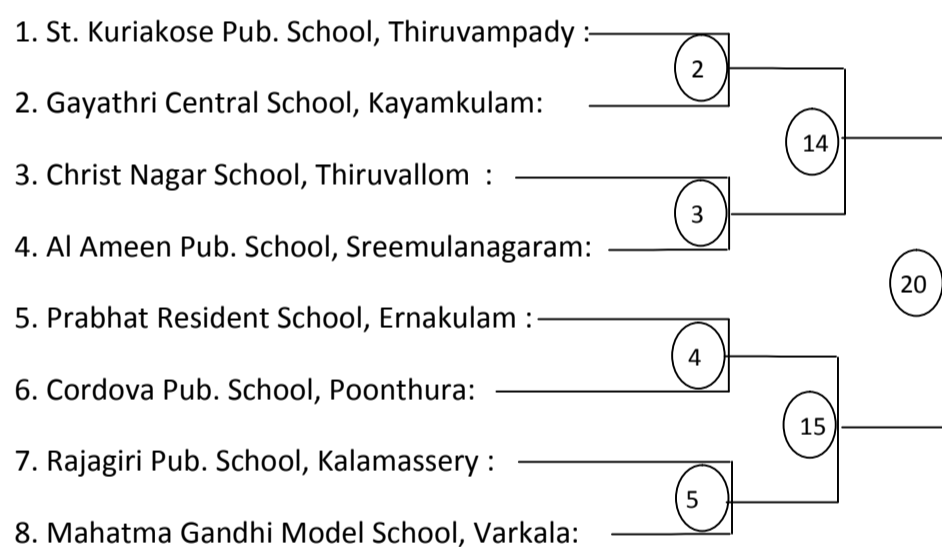 1. St. Kuriakose Pub. School, Thiruvampady :
2
2. Gayathri Central School, Kayamkulam:
14
3. Christ Nagar School, Thiruvallom :
3
4. Al Ameen Pub. School, Sreemulanagaram:
20
5. Prabhat Resident School, Ernakulam :
4
6. Cordova Pub. School, Poonthura:
15
7. Rajagiri Pub. School, Kalamassery :
5
8. Mahatma Gandhi Model School, Varkala: